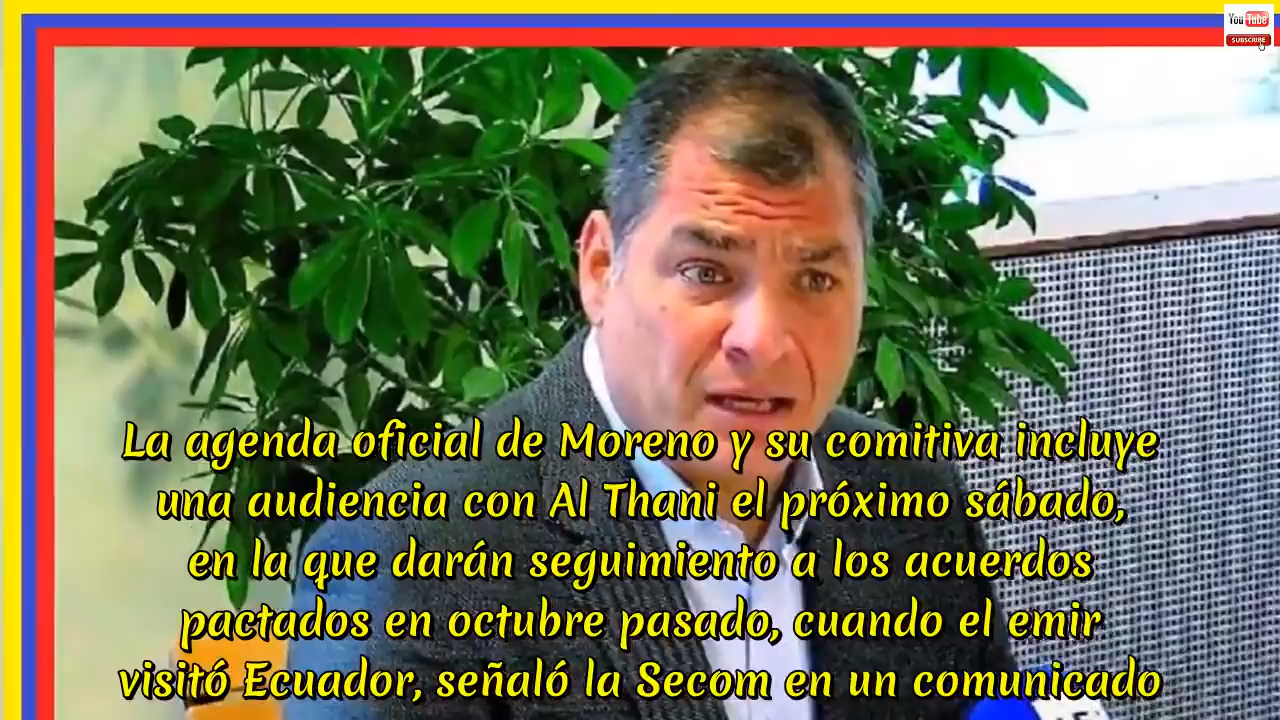 You Tube
SUBSCRIBE
La agenda oficial de Moreno y su comitiva incluye
una audiencia con Al Thani el próximo sábado,
en la que darán seguimiento a los acuerdos
pactados en octubre pasado, cuando el emir
visitó Ecuador, señaló la Secom en un comunicado